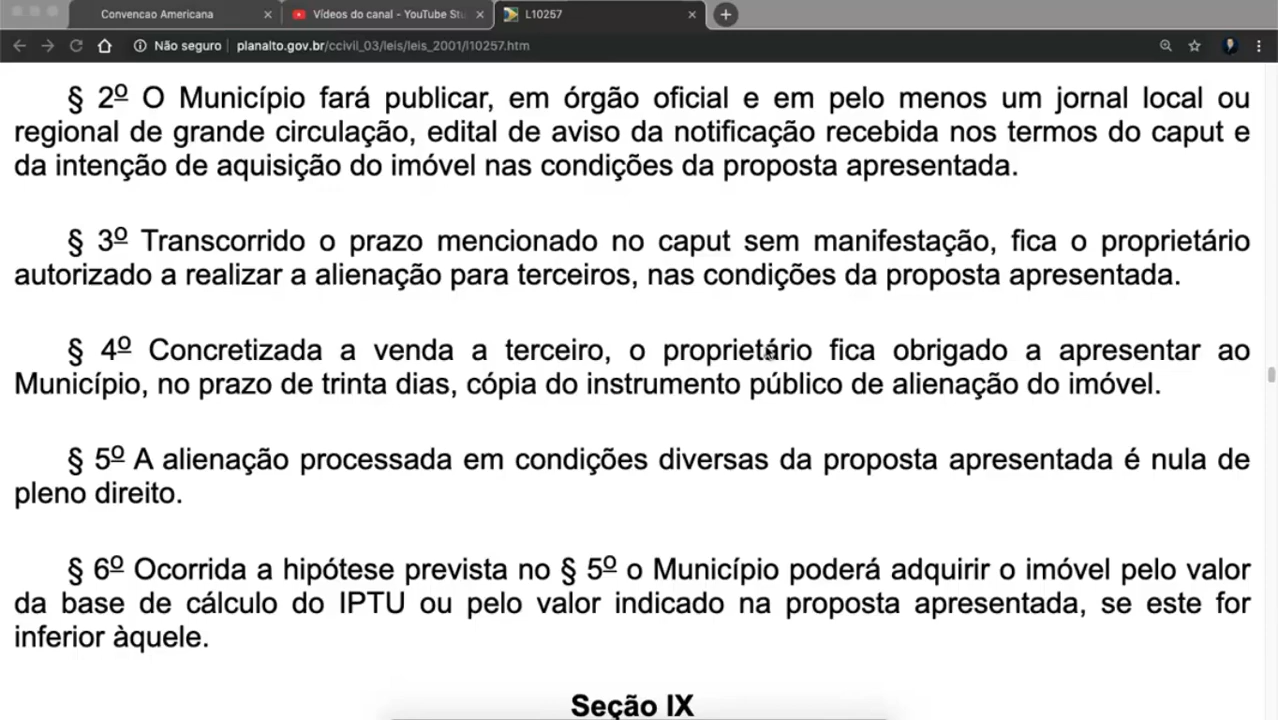 Convencao Americana
Vídeos do canal - YouTube Stu
L10257
Não seguro
planalto.gov.br/ccivil_03/leis/leis_2001/l10257.htm
§ 2º O Município fará publicar, em órgão oficial e em pelo menos um jornal local ou
regional de grande circulação, edital de aviso da notificação recebida nos termos do caput e
da intenção de aquisição do imóvel nas condições da proposta apresentada.
§ 3º Transcorrido o prazo mencionado no caput sem manifestação, fica o proprietário
autorizado a realizar a alienação para terceiros, nas condições da proposta apresentada.
§ 4º Concretizada a venda a terceiro, o proprietário fica obrigado a apresentar ao
Município, no prazo de trinta dias, cópia do instrumento público de alienação do imóvel.
§ 5º A alienação processada em condições diversas da proposta apresentada é nula de
pleno direito.
§ 6º Ocorrida a hipótese prevista no § 5º o Município poderá adquirir o imóvel pelo valor
da base de cálculo do IPTU ou pelo valor indicado na proposta apresentada, se este for
inferior àquele.
Seção IX